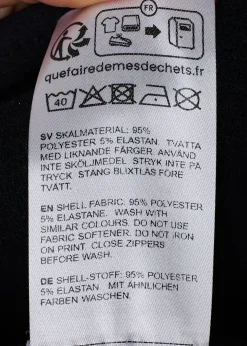 FR
quefairedemesdechets.fr
40
SV SKALMATERIAL: 95%
POLYESTER 5% ELASTAN. TVÄTTA
MED LIKNANDE FÄRGER. ANVÄND
INTE SKÖLJMEDEL. STRYK INTE PÅ
TRYCK. STÄNG BLIXTLÅS FÖRE
TVÄTT.
EN SHELL FABRIC: 95% POLYESTER
5% ELASTANE. WASH WITH
SIMILAR COLOURS. DO NOT USE
FABRIC SOFTENER. DO NOT IRON
ON PRINT. CLOSE ZIPPERS
BEFORE WASH.
DE SHELL-STOFF: 95% POLYESTER
5% ELASTAN. MIT ÄHNLICHEN
FARBEN WASCHEN.